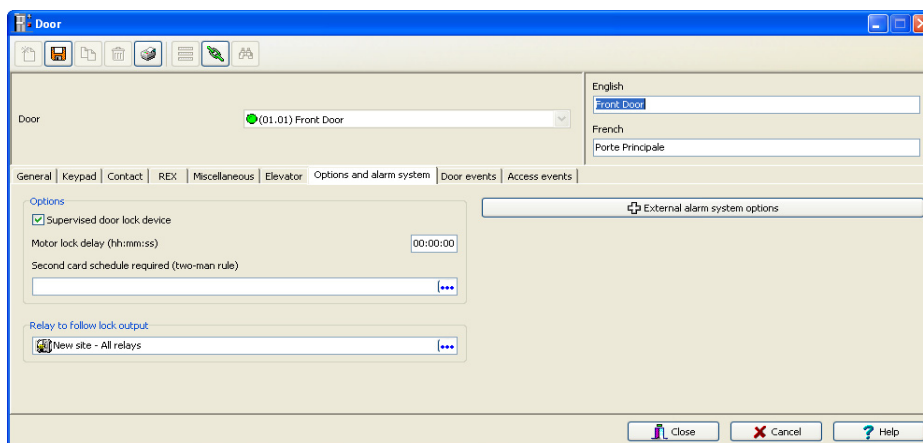 Door
English
Front Door
Door
(01.01) Front Door
French
Porte Principale
General
Keypad
Contact
REX
Miscellaneous
Elevator
Options and alarm system
Door events
Access events
Options
Supervised door lock device
Motor lock delay (hh:mm:ss)
00:00:00
Second card schedule required (two-man rule)
External alarm system options
Relay to follow lock output
New site - All relays
Close
Cancel
Help